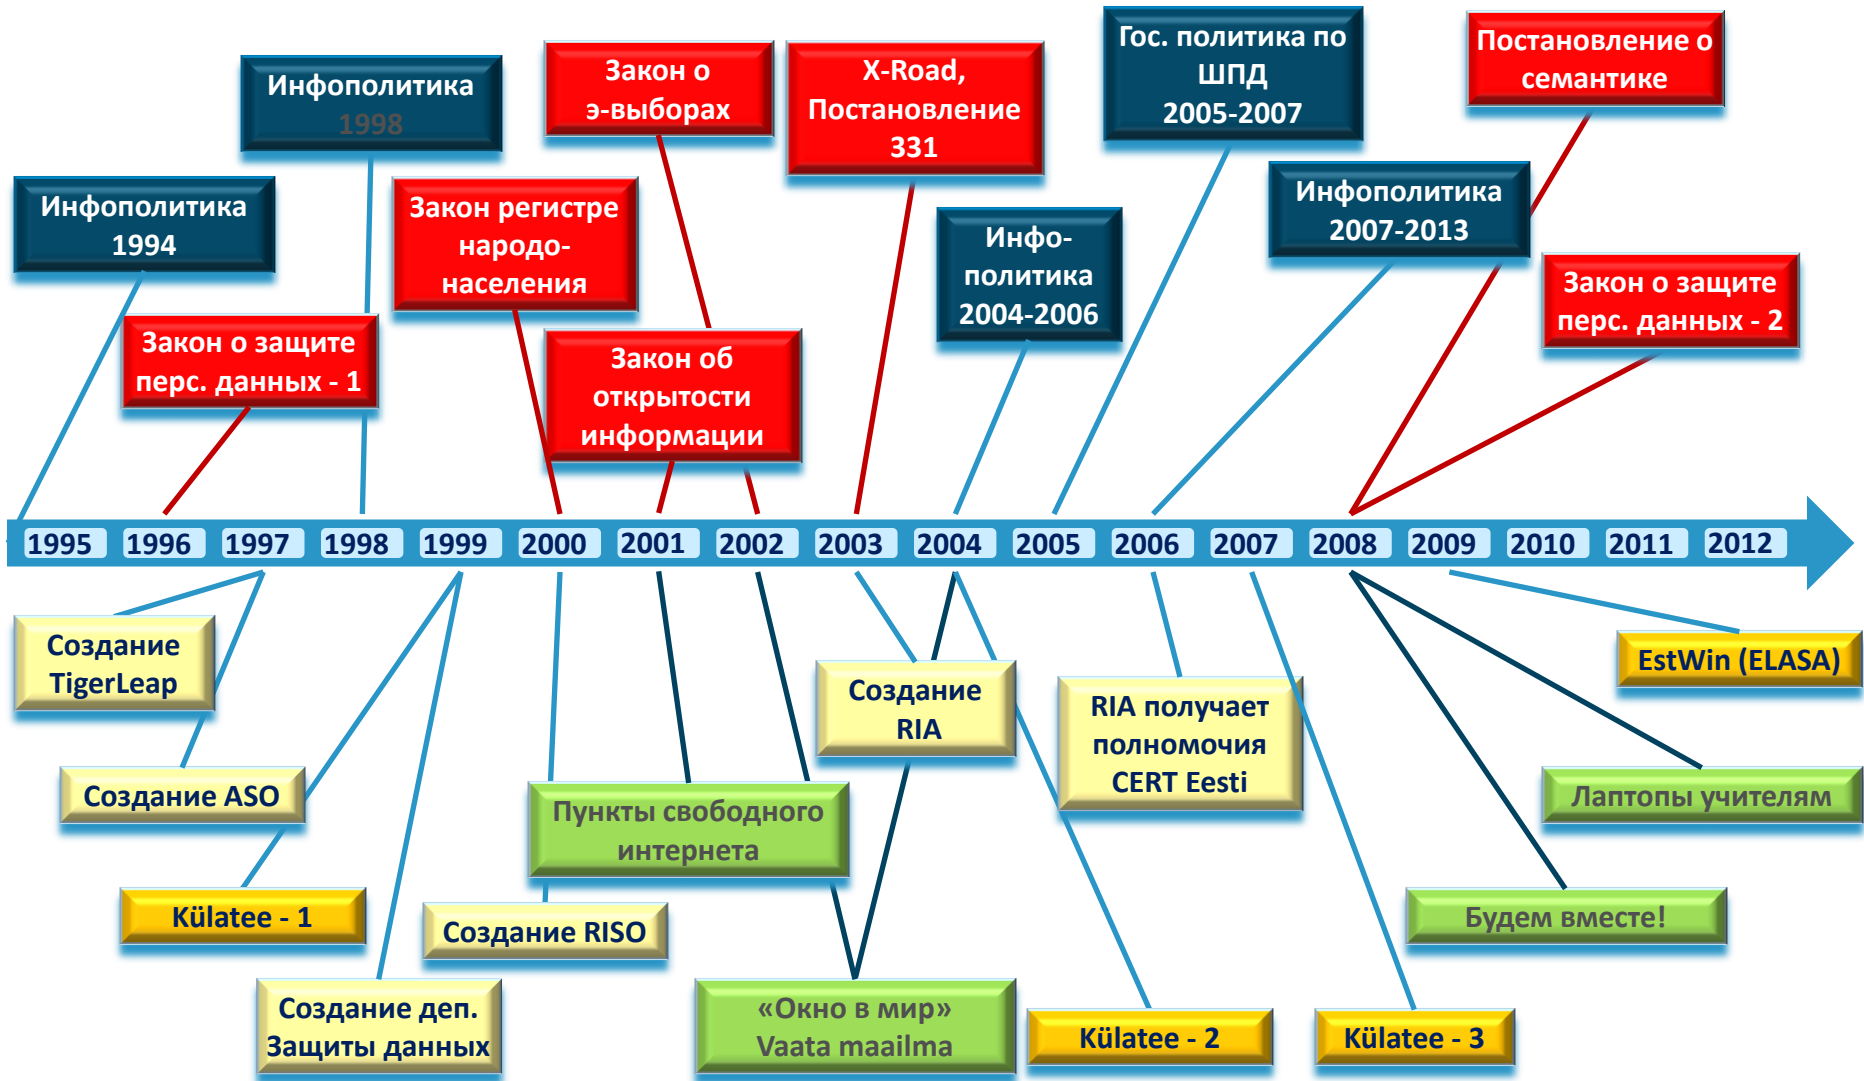 Гос. политика по
ШПД
2005-2007
Постановление о
семантике
Инфополитика
1998
Закон о
э-выборах
X-Road,
Постановление
331
Инфополитика
1994
Закон регистре
народо-
населения
Инфо-
политика
2004-2006
Инфополитика
2007-2013
Закон о защите
перс. данных - 2
Закон о защите
перс. данных - 1
Закон об
открытости
информации
1995 1996 1997 1998 1999 2000 2001 2002 2003 2004 2005 2006 2007 2008 2009 2010 2011 2012
Создание
TigerLeap
EstWin (ELASA)
Создание
RIA
RIA получает
полномочия
CERT Eesti
Создание ASO
Пункты свободного
интернета
Лаптопы учителям
Külatee - 1
Создание RISO
Будем вместе!
Создание деп.
Защиты данных
«Окно в мир»
Vaata maailma
Külatee - 2
Külatee - 3